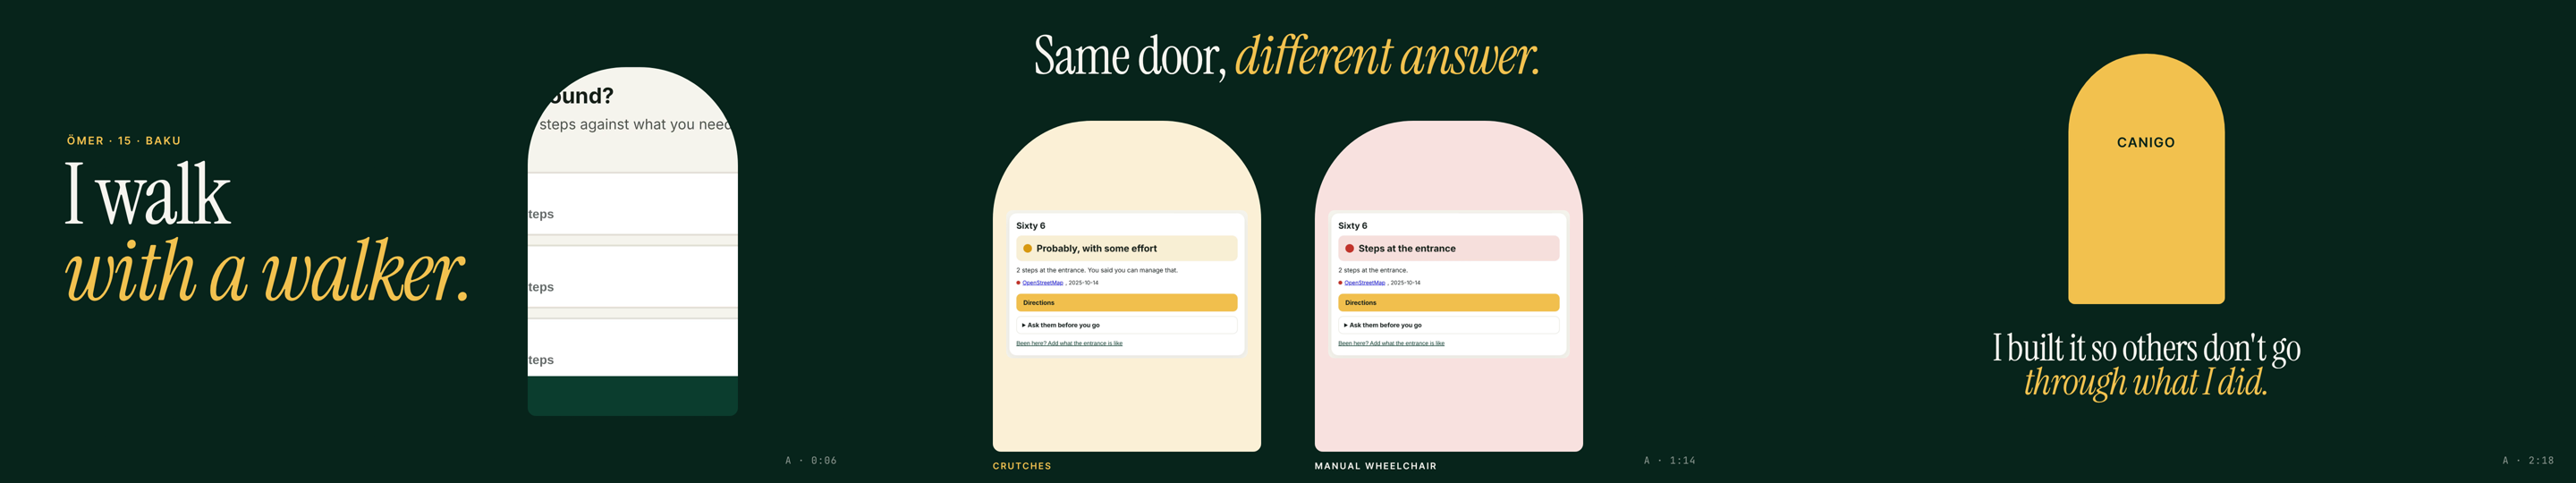 ÖMER · 15 · BAKU
I walk
with a walker.
ound?
steps against what you need
teps
teps
teps
A · 0:06
Same door, different answer.
Sixty 6
Probably, with some effort
2 steps at the entrance. You said you can manage that.
OpenStreetMap , 2025-10-14
Directions
▸ Ask them before you go
Been here? Add what the entrance is like
CRUTCHES
Sixty 6
Steps at the entrance
2 steps at the entrance.
OpenStreetMap , 2025-10-14
Directions
▸ Ask them before you go
Been here? Add what the entrance is like
MANUAL WHEELCHAIR
A · 1:14
CANIGO
I built it so others don't go
through what I did.
A · 2:18